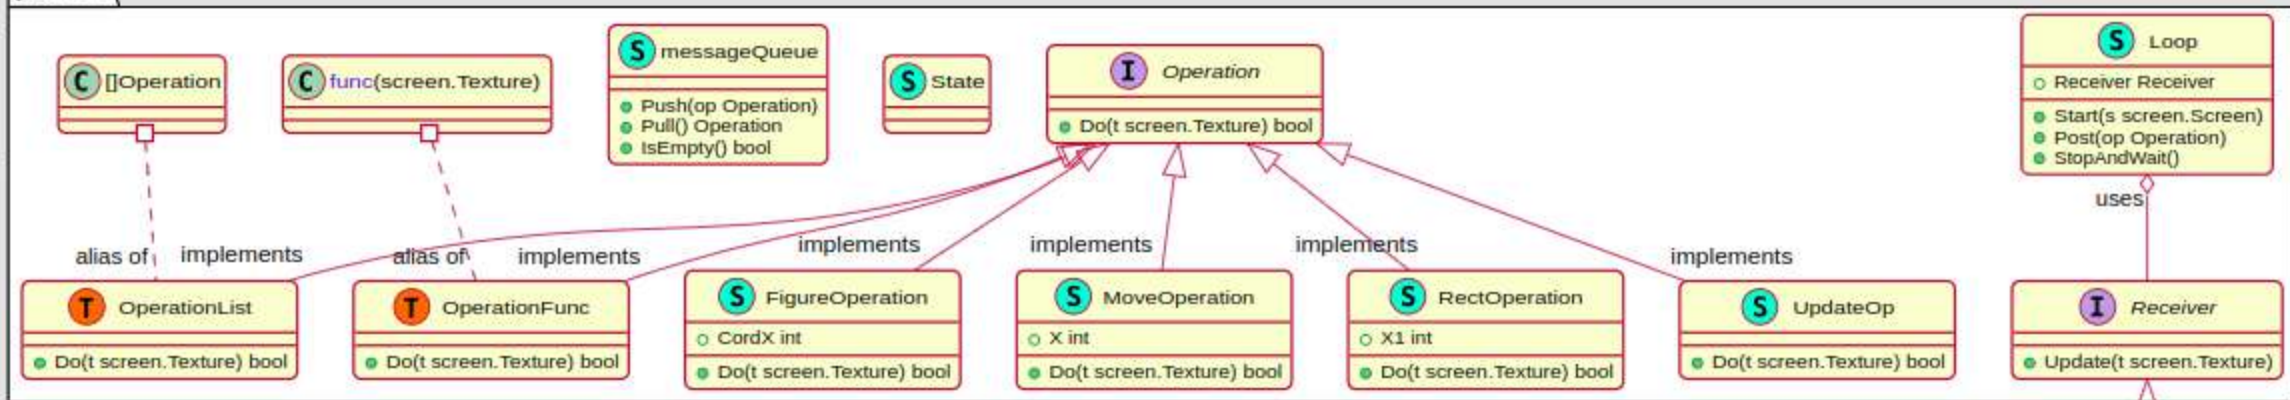 C []Operation
C func(screen.Texture)
S messageQueue
Push(op Operation)
Pull() Operation
IsEmpty() bool
S State
I Operation
Do(t screen.Texture) bool
S Loop
Receiver Receiver
Start(s screen.Screen)
Post(op Operation)
StopAndWait()
uses
alias of
implements
alias of
implements
implements
implements
implements
implements
T OperationList
Do(t screen.Texture) bool
T OperationFunc
Do(t screen.Texture) bool
S FigureOperation
CordX int
Do(t screen.Texture) bool
S MoveOperation
X int
Do(t screen.Texture) bool
S RectOperation
X1 int
Do(t screen.Texture) bool
S UpdateOp
Do(t screen.Texture) bool
I Receiver
Update(t screen.Texture)